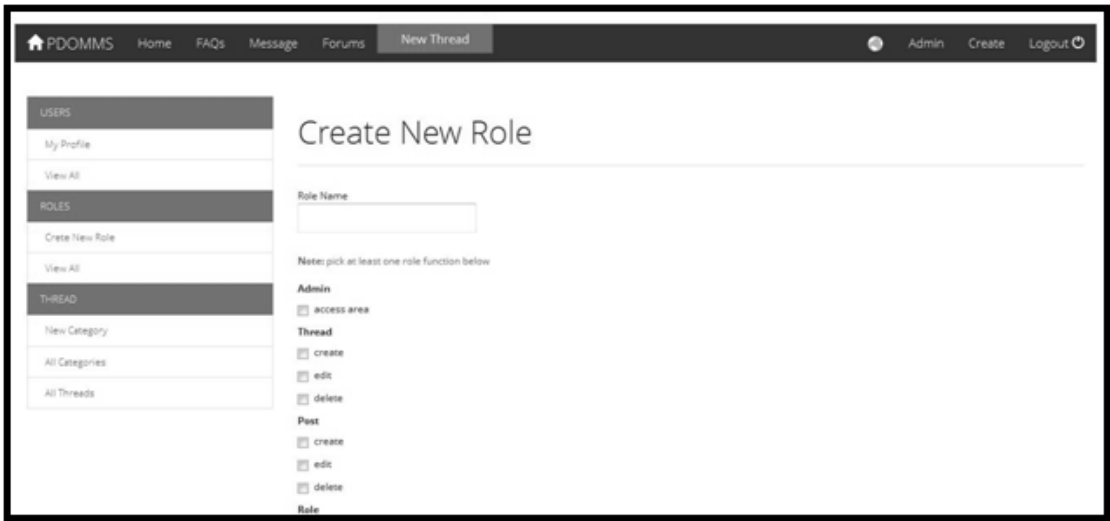 PDOMMS Home FAQs Message Forums New Thread Admin Create Logout
USERS
My Profile
View All
ROLES
Crete New Role
View All
THREAD
New Category
All Categories
All Threads
Create New Role
Role Name
Note: pick at least one role function below
Admin
access area
Thread
create
edit
delete
Post
create
edit
delete
Role